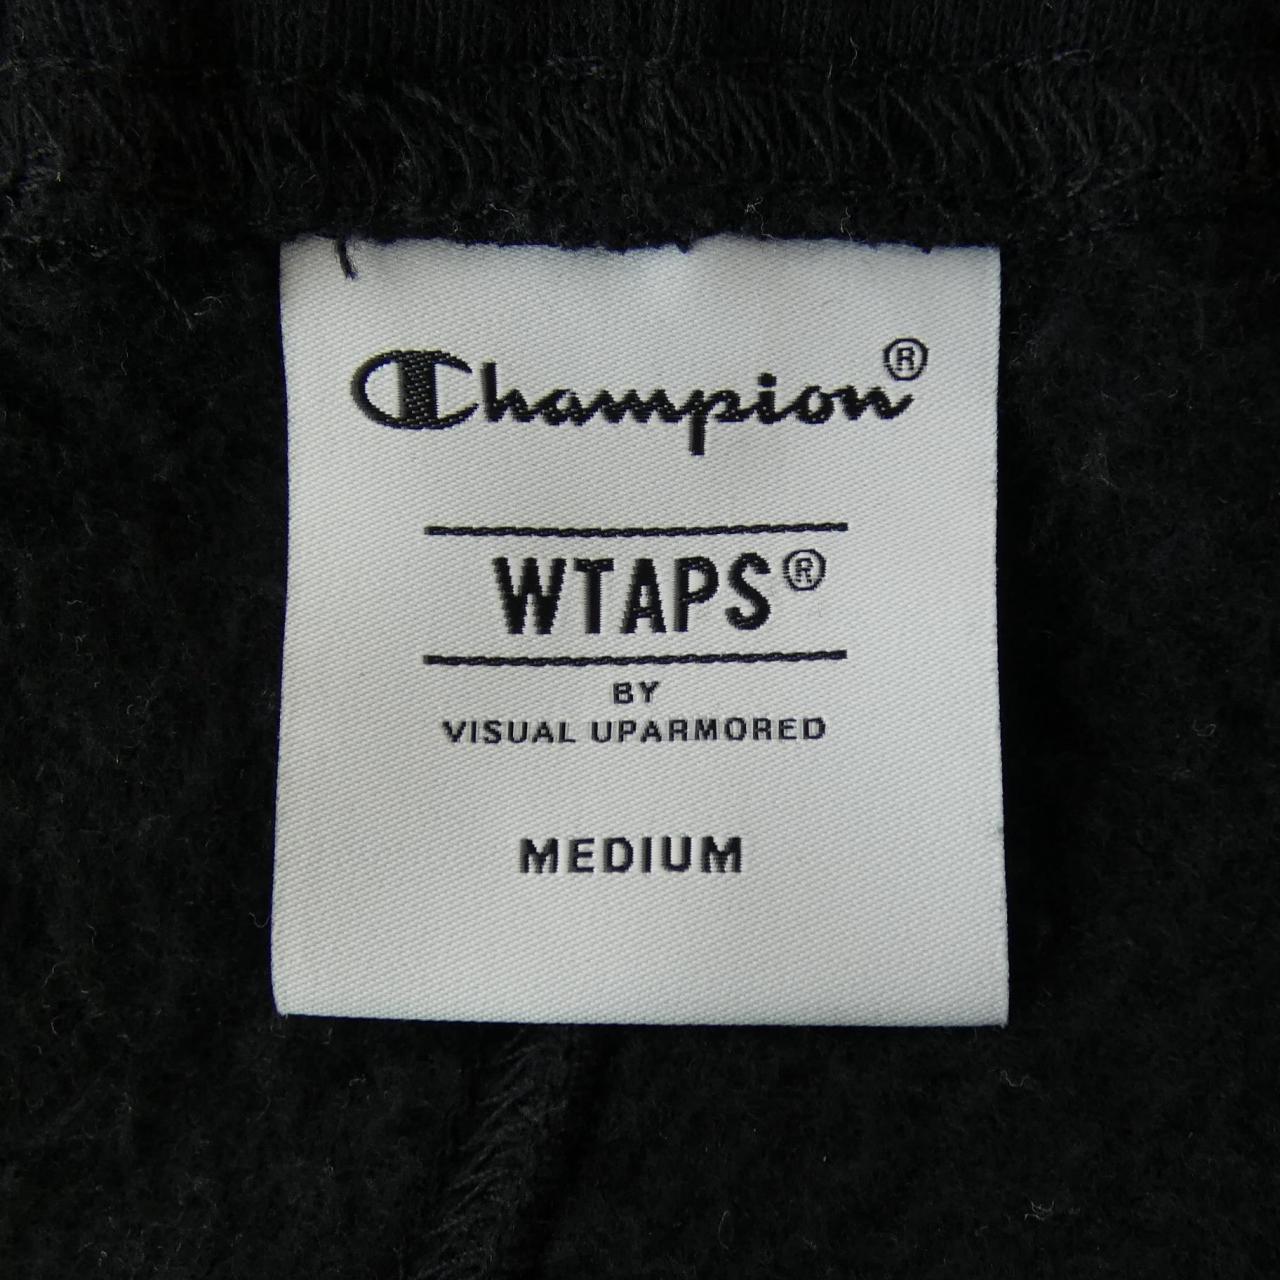 Champion®
WTAPS®
BY
VISUAL UPARMORED
MEDIUM